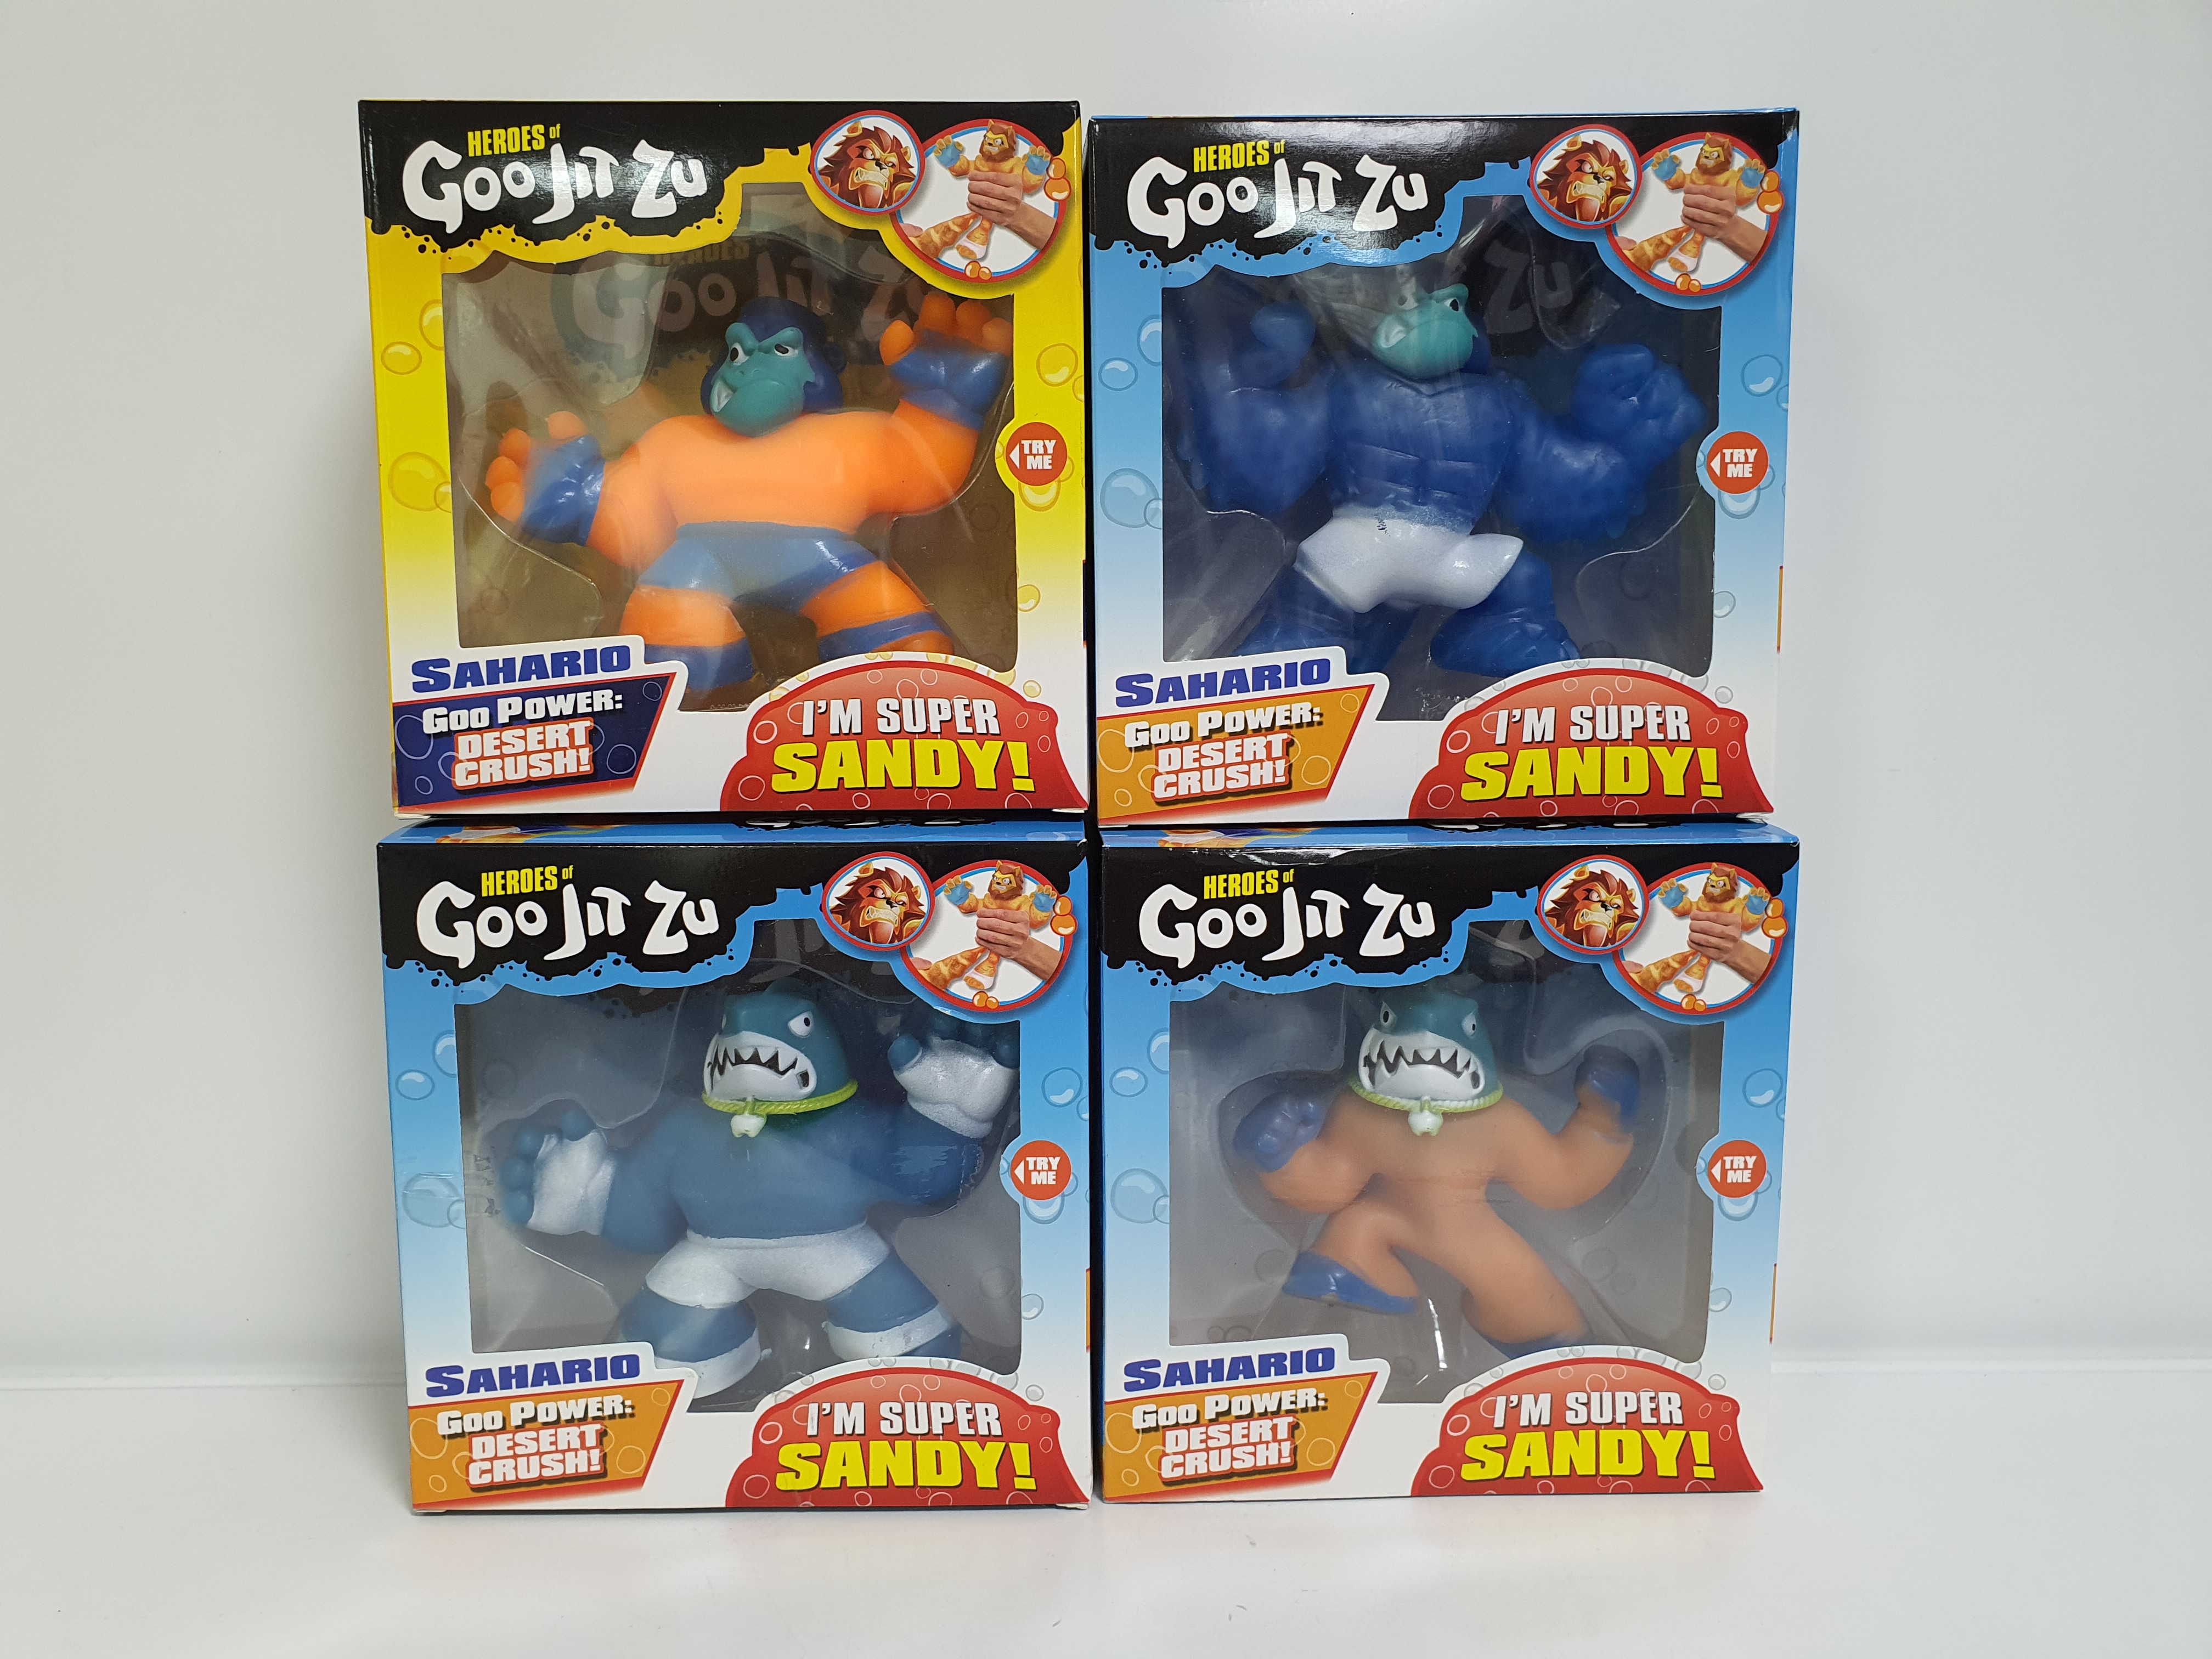 HEROES of
Goo JIT Zu
TRY
ME
SAHARIO
GOO POWER:
DESERT
CRUSH!
I'M SUPER
SANDY!
HEROES of
Goo JIT Zu
TRY
ME
SAHARIO
GOO POWER:
DESERT
CRUSH!
I'M SUPER
SANDY!
HEROES of
Goo JIT Zu
TRY
ME
SAHARIO
GOO POWER:
DESERT
CRUSH!
I'M SUPER
SANDY!
HEROES of
Goo JIT Zu
TRY
ME
SAHARIO
GOO POWER:
DESERT
CRUSH!
I'M SUPER
SANDY!